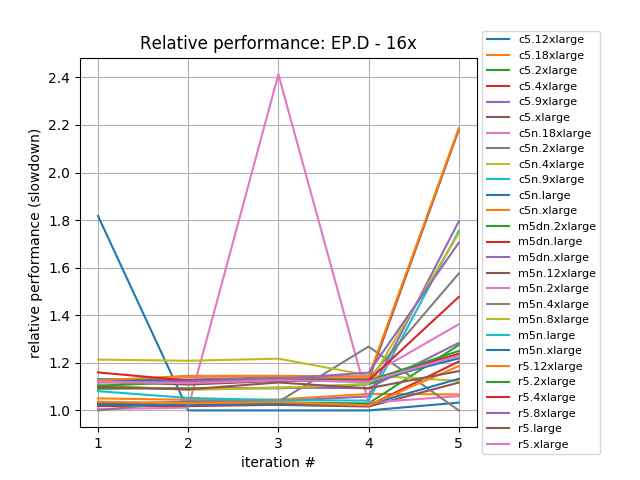 Relative performance: EP.D - 16x
relative performance (slowdown)
2.4
2.2
2.0
1.8
1.6
1.4
1.2
1.0
1
2
3
4
5
iteration #
c5.12xlarge
c5.18xlarge
c5.2xlarge
c5.4xlarge
c5.9xlarge
c5.xlarge
c5n.18xlarge
c5n.2xlarge
c5n.4xlarge
c5n.9xlarge
c5n.large
c5n.xlarge
m5dn.2xlarge
m5dn.large
m5dn.xlarge
m5n.12xlarge
m5n.2xlarge
m5n.4xlarge
m5n.8xlarge
m5n.large
m5n.xlarge
r5.12xlarge
r5.2xlarge
r5.4xlarge
r5.8xlarge
r5.large
r5.xlarge